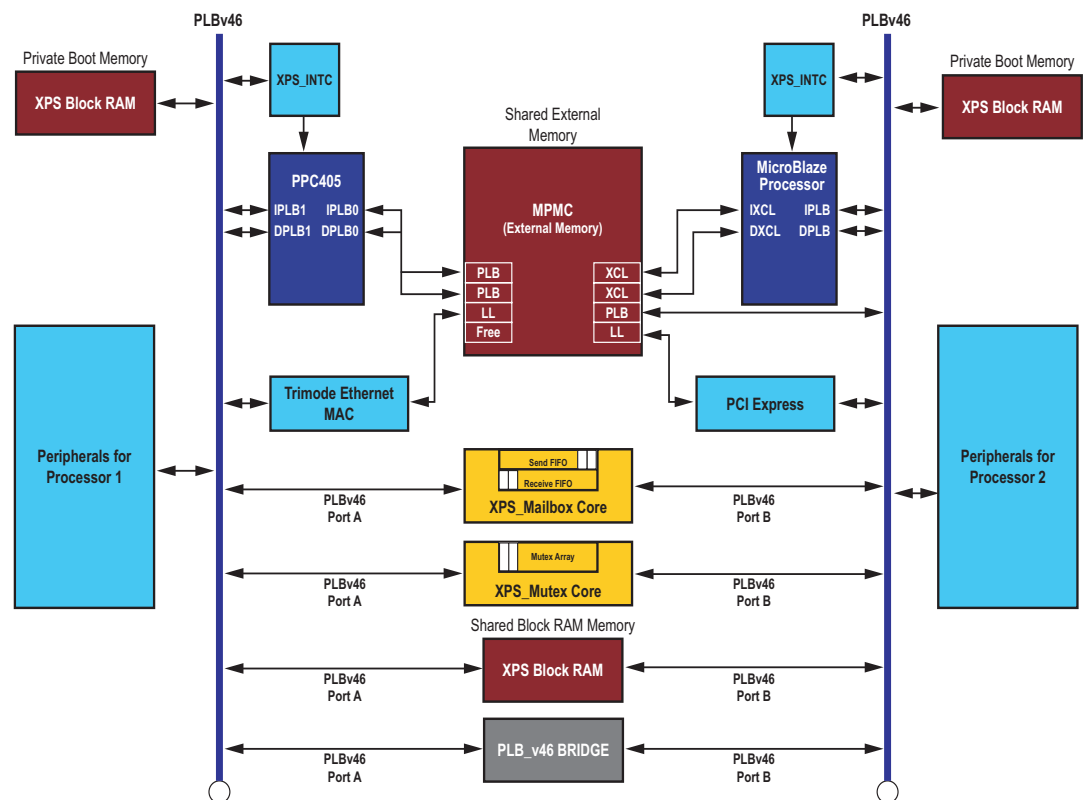 PLBv46
PLBv46
Private Boot Memory
XPS Block RAM
XPS_INTC
XPS_INTC
Private Boot Memory
XPS Block RAM
Shared External
Memory
PPC405
IPLB1 IPLB0
DPLB1 DPLB0
MPMC
(External Memory)
PLB
PLB
LL
Free
XCL
XCL
PLB
LL
MicroBlaze
Processor
IXCL IPLB
DXCL DPLB
Trimode Ethernet
MAC
PCI Express
Peripherals for
Processor 1
Peripherals for
Processor 2
Send FIFO
Receive FIFO
XPS_Mailbox Core
PLBv46
Port A
PLBv46
Port B
Mutex Array
XPS_Mutex Core
PLBv46
Port A
PLBv46
Port B
Shared Block RAM Memory
XPS Block RAM
PLBv46
Port A
PLBv46
Port B
PLB_v46 BRIDGE
PLBv46
Port A
PLBv46
Port B